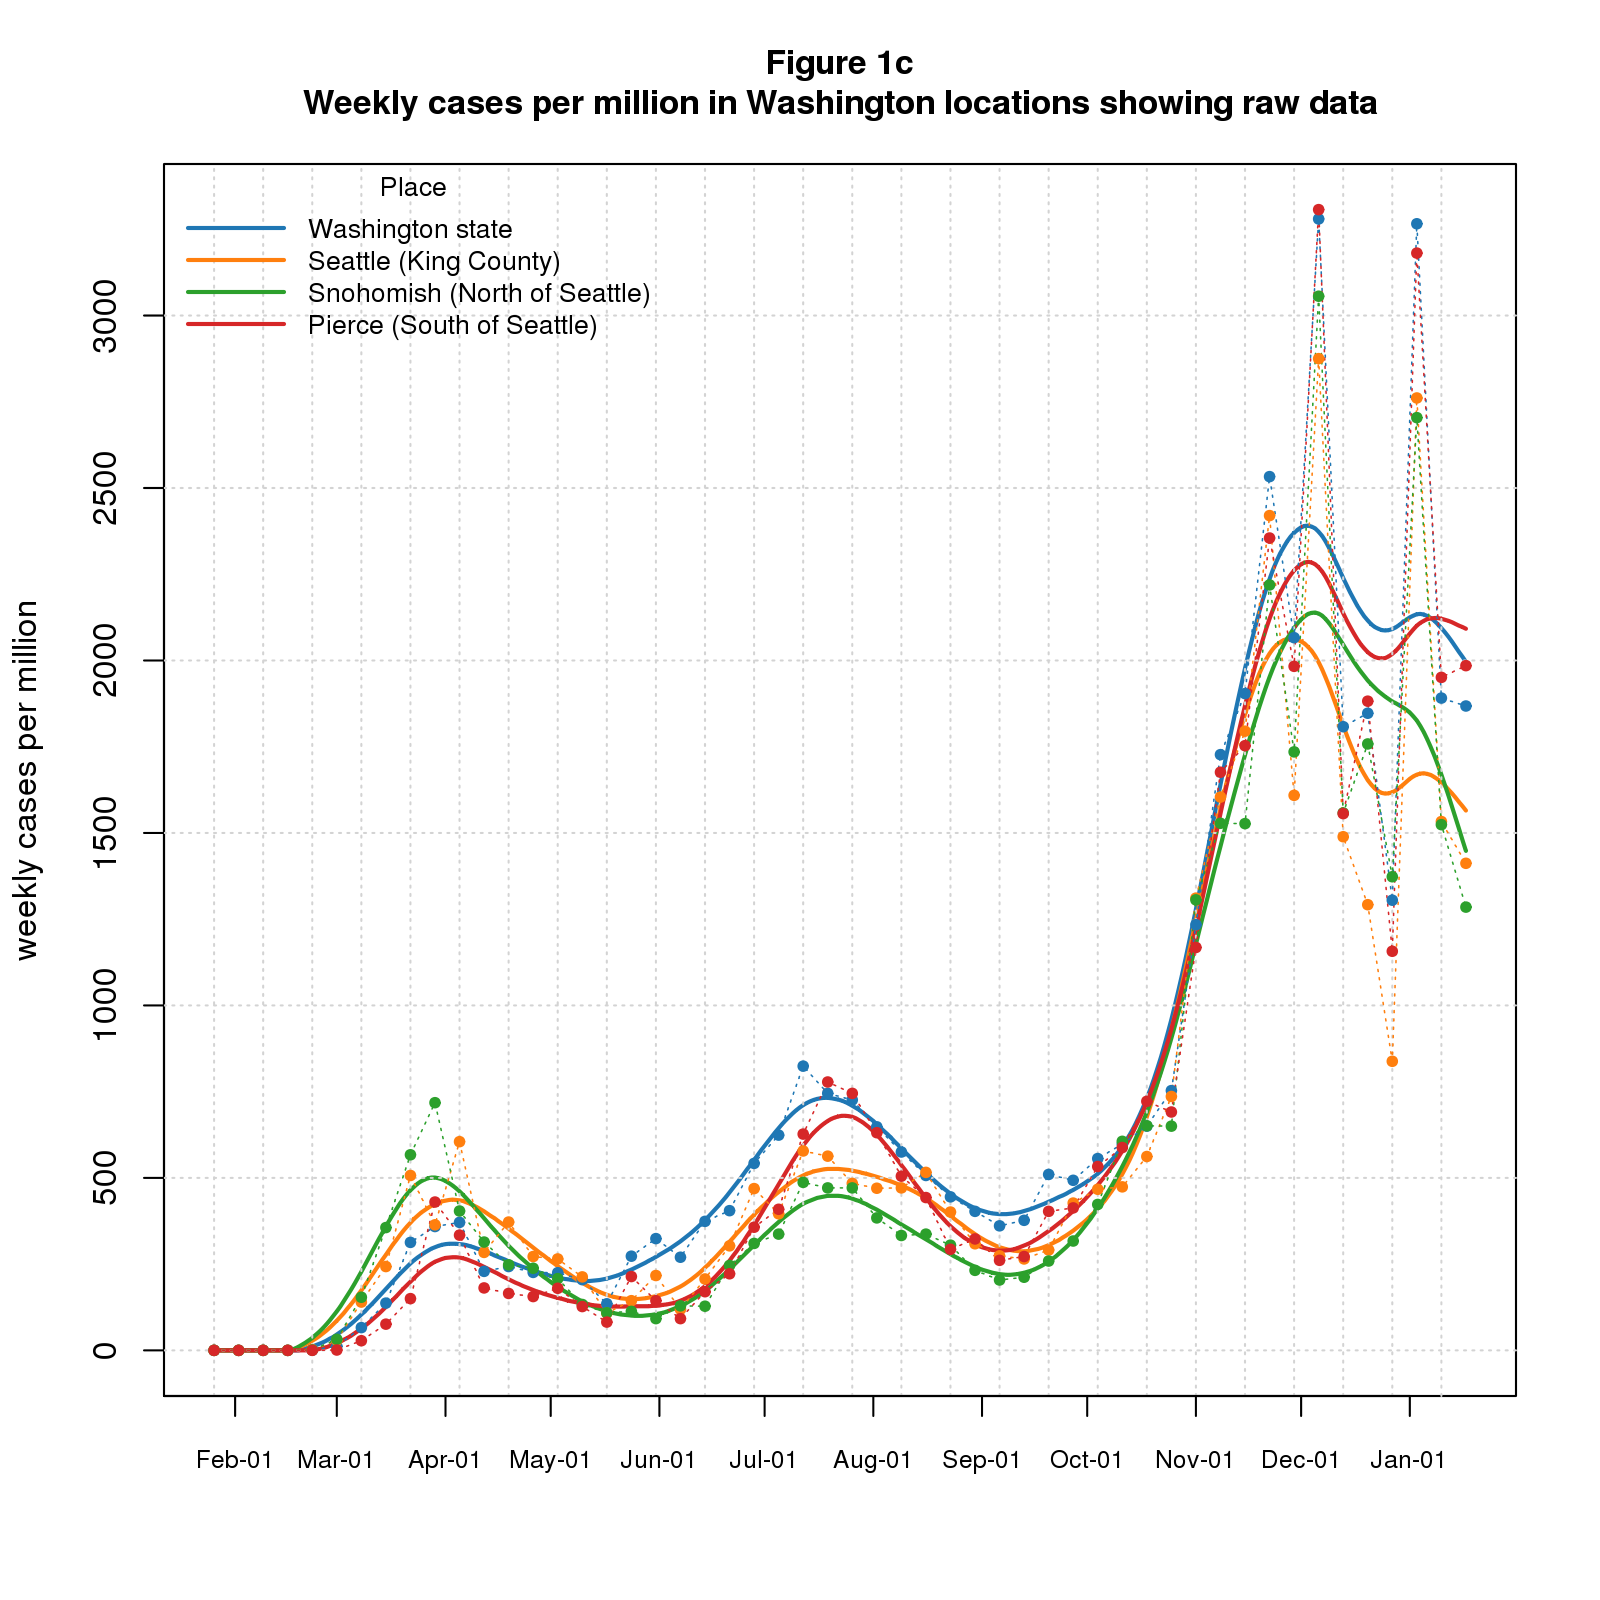 Figure 1c
Weekly cases per million in Washington locations showing raw data
Place
Washington state
Seattle (King County)
Snohomish (North of Seattle)
Pierce (South of Seattle)
weekly cases per million
3000
2500
2000
1500
1000
500
0
Feb-01 Mar-01 Apr-01 May-01 Jun-01 Jul-01 Aug-01 Sep-01 Oct-01 Nov-01 Dec-01 Jan-01